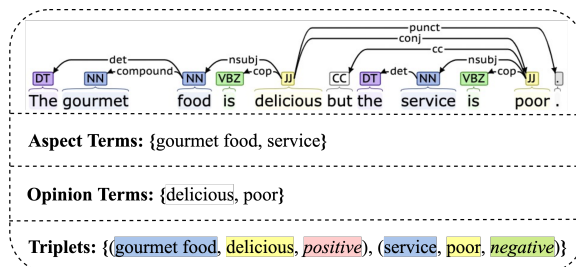 punct
conj
cc
det nsubj nsubj
compound cop det cop
DT NN NN VBZ JJ CC DT NN VBZ JJ .
The gourmet food is delicious but the service is poor .
Aspect Terms: {gourmet food, service}
Opinion Terms: {delicious, poor}
Triplets: {(gourmet food, delicious, positive), (service, poor, negative)}